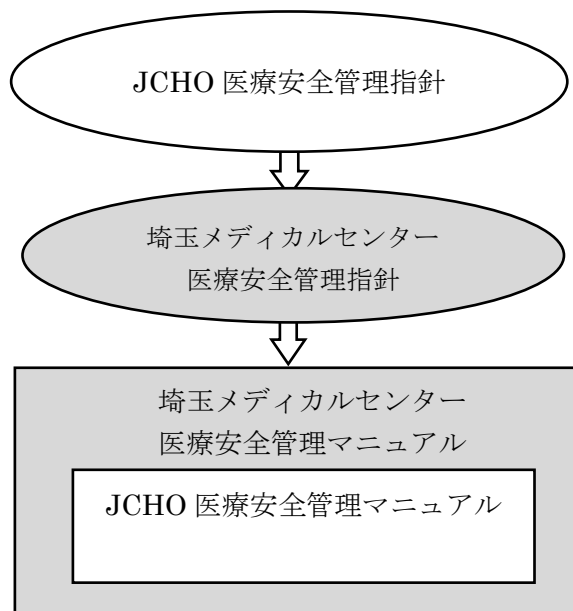 JCHO 医療安全管理指針
埼玉メディカルセンター
医療安全管理指針
埼玉メディカルセンター
医療安全管理マニュアル
JCHO 医療安全管理マニュアル